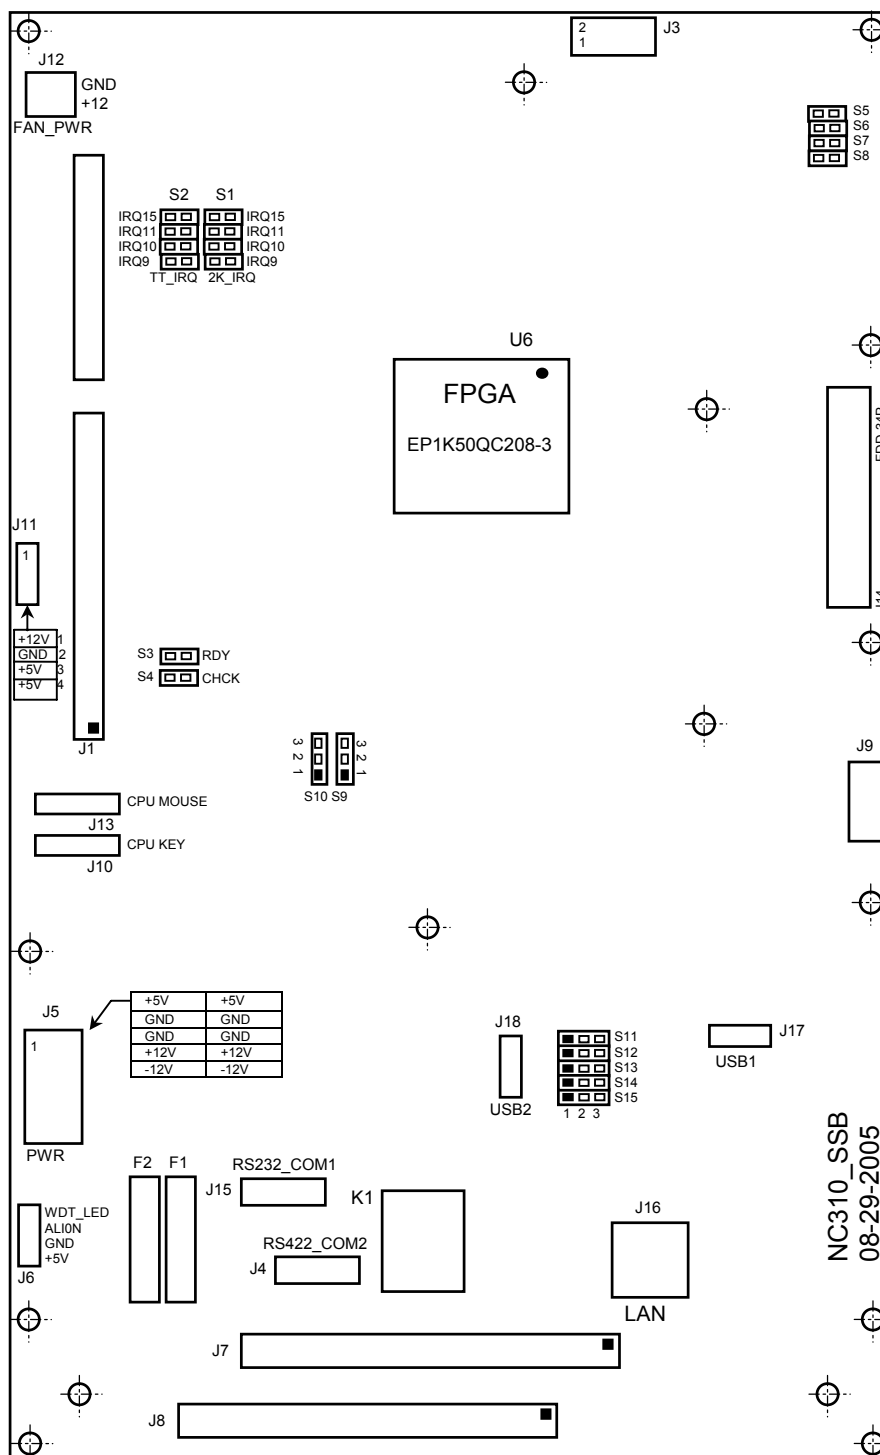 J3
2
1
J12
GND
+12
FAN_PWR
S5
S6
S7
S8
S2 S1
IRQ15 IRQ15
IRQ11 IRQ11
IRQ10 IRQ10
IRQ9 IRQ9
TT_IRQ 2K_IRQ
U6
FPGA
EP1K50QC208-3
J14
J11
1
+12V 1
GND 2
+5V 3
+5V 4
S3 RDY
S4 CHCK
J1
3 2 1
3 2 1
S10 S9
J9
CPU MOUSE
J13
CPU KEY
J10
J5
1
PWR
+5V +5V
GND GND
GND GND
+12V +12V
-12V -12V
J18
USB2
S11
S12
S13
S14
S15
1 2 3
J17
USB1
NC310_SSB
08-29-2005
F2 F1
RS232_COM1
J15
K1
J16
LAN
RS422_COM2
J4
WDT_LED
ALI0N
GND
+5V
J6
J7
J8